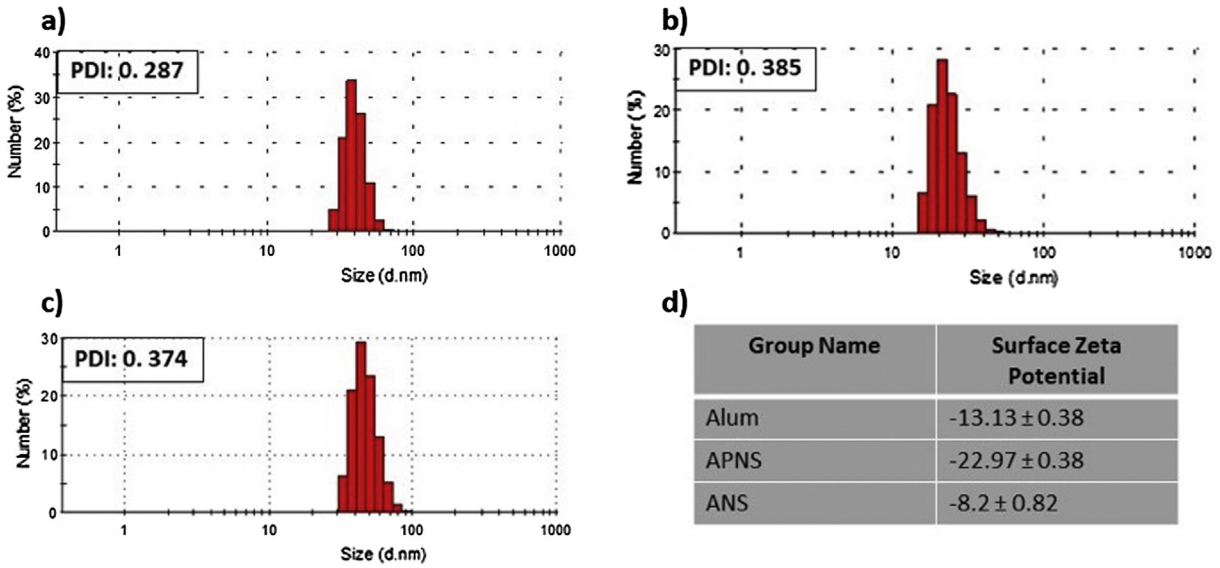 a)
PDI: 0. 287
40
30
20
10
0
Number (%)
1 10 100 1000
Size (d.nm)
b)
PDI: 0. 385
30
20
10
0
Number (%)
1 10 100 1000
Size (d.nm)
c)
PDI: 0. 374
30
20
10
0
Number (%)
1 10 100 1000
Size (d.nm)
d)
Group Name Surface Zeta
Potential
Alum -13.13 ± 0.38
APNS -22.97 ± 0.38
ANS -8.2 ± 0.82